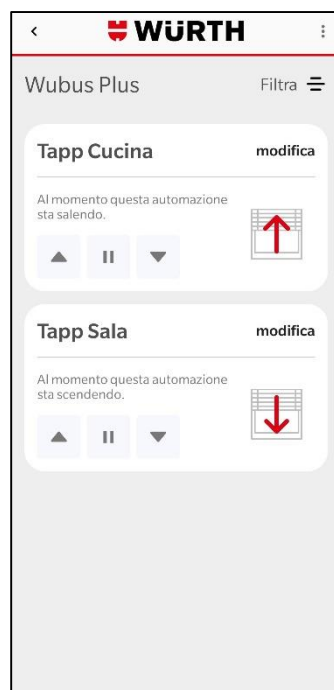 WÜRTH
Wubus Plus
Filtra
Tapp Cucina
modifica
Al momento questa automazione
sta salendo.
Tapp Sala
modifica
Al momento questa automazione
sta scendendo.